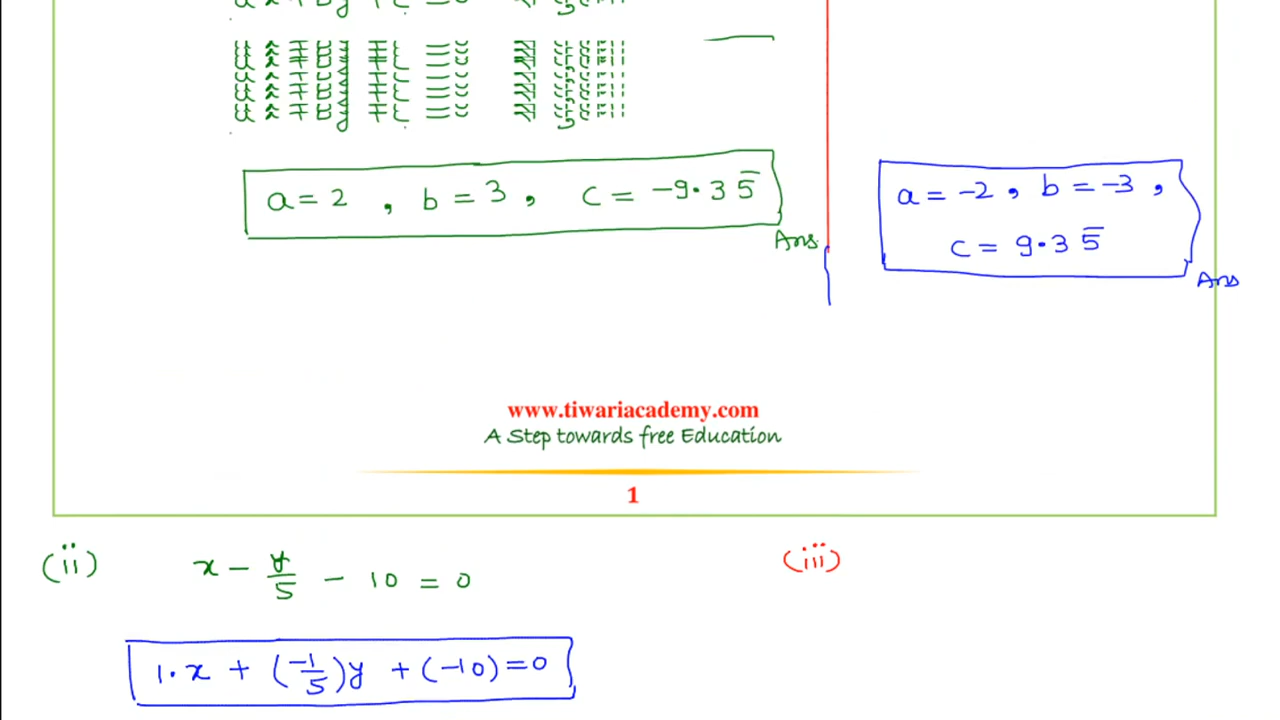 a = 2 , b = 3 , c = -9.35̅
Ans.
a = -2 , b = -3 ,
c = 9.35̅
Ans
www.tiwariacademy.com
A Step towards free Education
1
(ii) x - y/5 - 10 = 0
1.x + (-1/5)y + (-10) = 0
(iii)